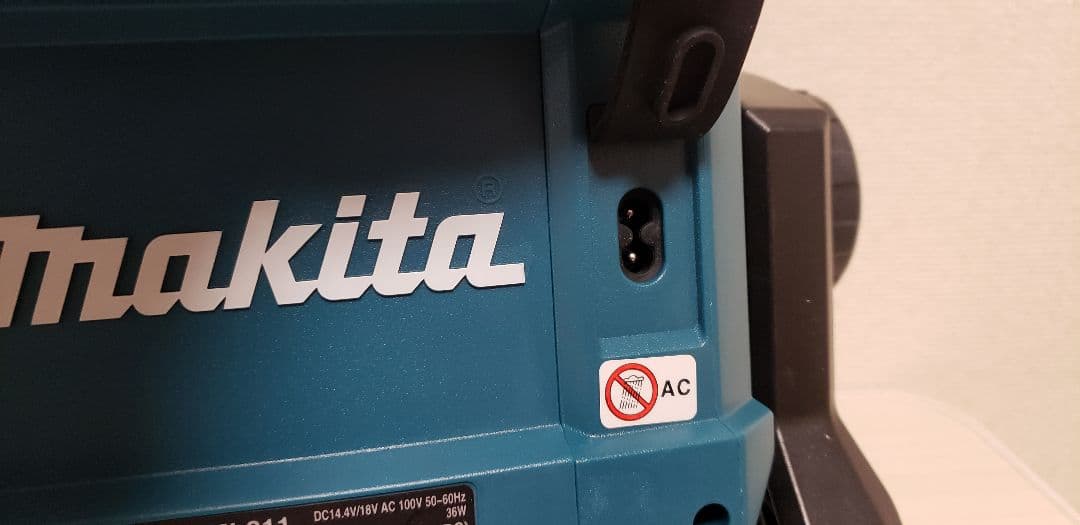 makita®
AC
DC14.4V/18V AC 100V 50-60Hz
36W